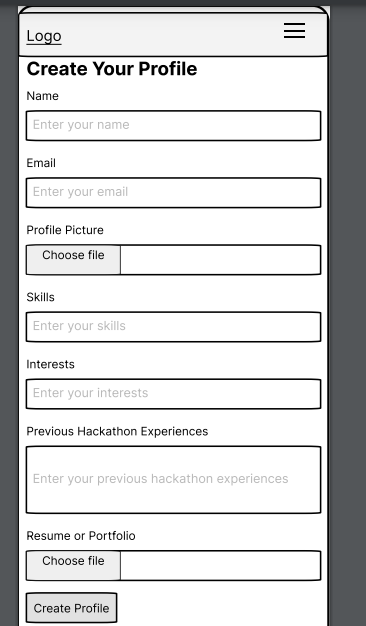 Logo
Create Your Profile
Name
Enter your name
Email
Enter your email
Profile Picture
Choose file
Skills
Enter your skills
Interests
Enter your interests
Previous Hackathon Experiences
Enter your previous hackathon experiences
Resume or Portfolio
Choose file
Create Profile